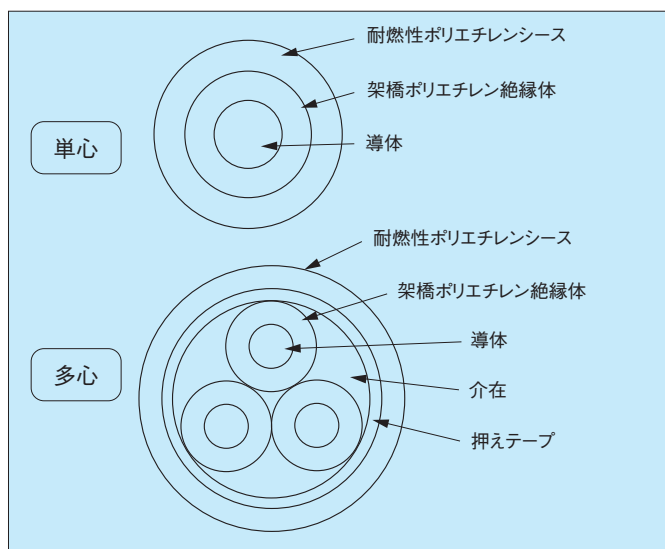 耐燃性ポリエチレンシース
架橋ポリエチレン絶縁体
導体
単心
耐燃性ポリエチレンシース
架橋ポリエチレン絶縁体
導体
多心
介在
押えテープ